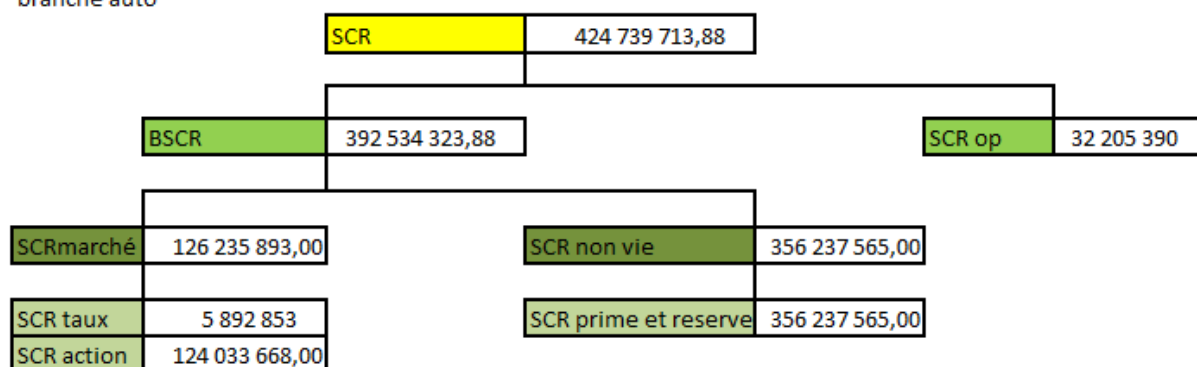 branche auto
SCR 424 739 713,88
BSCR 392 534 323,88 SCR op 32 205 390
SCRmarché 126 235 893,00 SCR non vie 356 237 565,00
SCR taux 5 892 853 SCR prime et reserve 356 237 565,00
SCR action 124 033 668,00